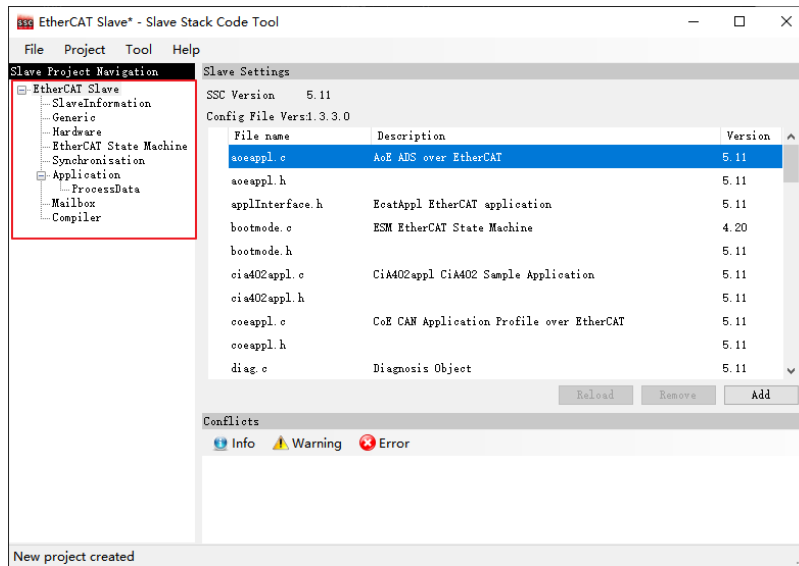 SSC EtherCAT Slave* - Slave Stack Code Tool
File Project Tool Help
Slave Project Navigation
EtherCAT Slave
SlaveInformation
Generic
Hardware
EtherCAT State Machine
Synchronisation
Application
ProcessData
Mailbox
Compiler
Slave Settings
SSC Version 5.11
Config File Vers:1.3.3.0
File name Description Version
aoeappl.c AoE ADS over EtherCAT 5.11
aoeappl.h 5.11
applInterface.h EcatAppl EtherCAT application 5.11
bootmode.c ESM EtherCAT State Machine 4.20
bootmode.h 5.11
cia402appl.c CiA402appl CiA402 Sample Application 5.11
cia402appl.h 5.11
coeappl.c CoE CAN Application Profile over EtherCAT 5.11
coeappl.h 5.11
diag.c Diagnosis Object 5.11
Reload Remove Add
Conflicts
Info Warning Error
New project created